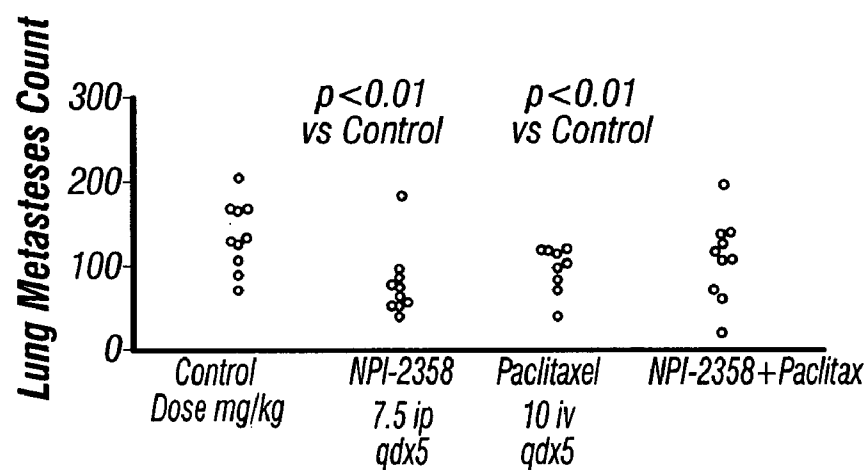 Lung Metasteses Count
300
200
100
0
p<0.01
vs Control
p<0.01
vs Control
Control
Dose mg/kg
NPI-2358
7.5 ip
qdx5
Paclitaxel
10 iv
qdx5
NPI-2358+Paclitax